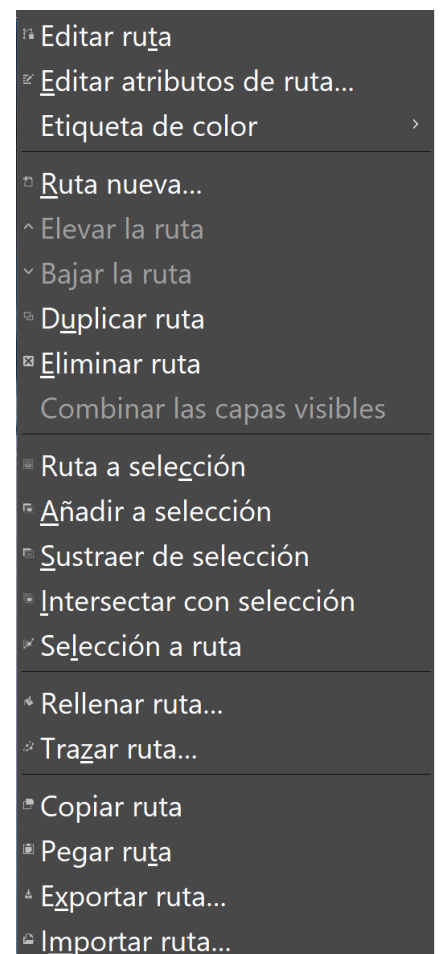 Editar ruta
Editar atributos de ruta...
Etiqueta de color
Ruta nueva...
Elevar la ruta
Bajar la ruta
Duplicar ruta
Eliminar ruta
Combinar las capas visibles
Ruta a selección
Añadir a selección
Sustraer de selección
Intersectar con selección
Selección a ruta
Rellenar ruta...
Trazar ruta...
Copiar ruta
Pegar ruta
Exportar ruta...
Importar ruta...